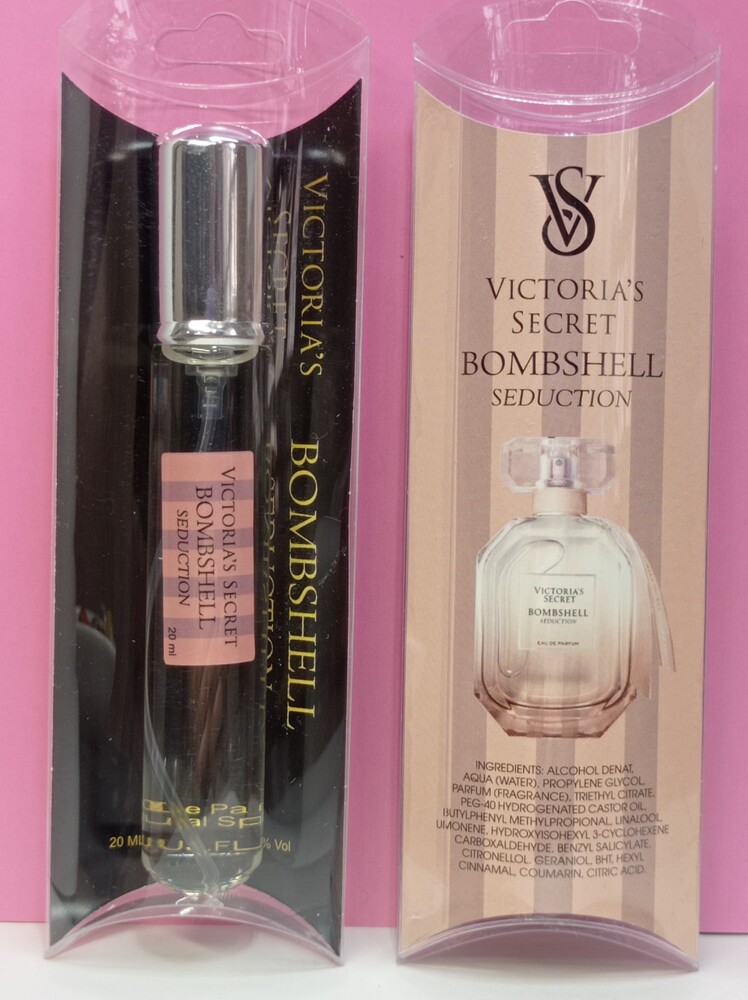 VICTORIA'S
SECRET
BOMBSHELL
VICTORIA'S SECRET
BOMBSHELL
SEDUCTION
20 ml
20 ML
% Vol
VS
VICTORIA'S
SECRET
BOMBSHELL
SEDUCTION
VICTORIA'S
SECRET
BOMBSHELL
SEDUCTION
EAU DE PARFUM
INGREDIENTS: ALCOHOL DENAT,
AQUA (WATER), PROPYLENE GLYCOL,
PARFUM (FRAGRANCE), TRIETHYL CITRATE,
PEG-40 HYDROGENATED CASTOR OIL,
BUTYLPHENYL METHYLPROPIONAL, LINALOOL,
LIMONENE, HYDROXYISOHEXYL 3-CYCLOHEXENE
CARBOXALDEHYDE, BENZYL SALICYLATE,
CITRONELLOL, GERANIOL, BHT, HEXYL
CINNAMAL, COUMARIN, CITRIC ACID.